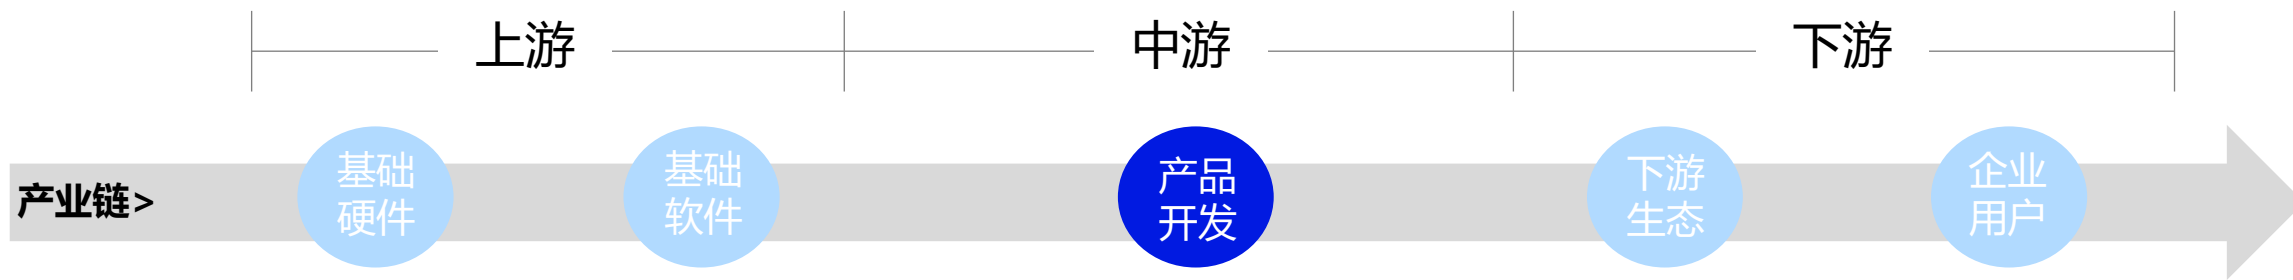 上游
中游
下游
产业链>
基础
硬件
基础
软件
产品
开发
下游
生态
企业
用户